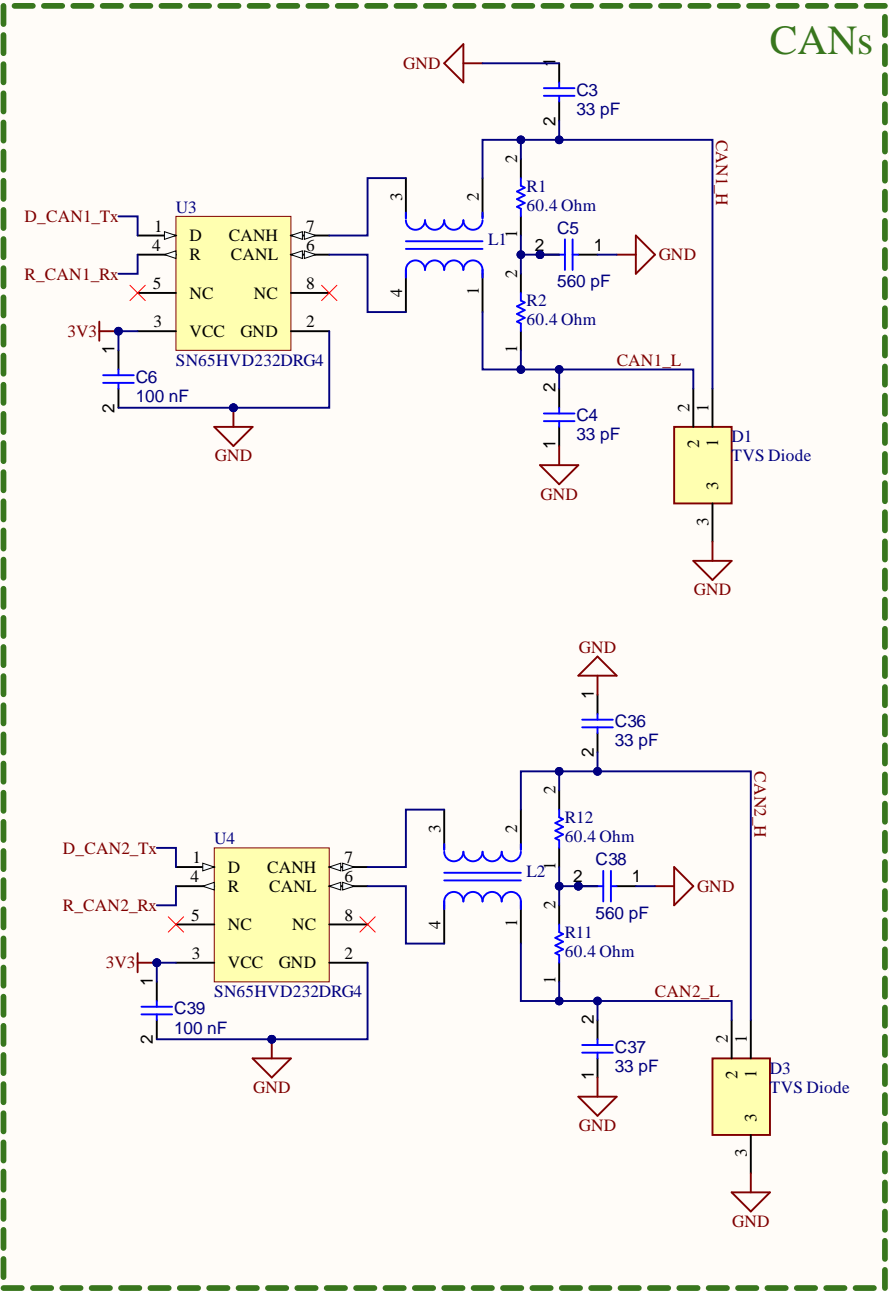 CANs
GND
1
C3
33 pF
2
CAN1_H
2
R1
60.4 Ohm
1
3
2
L1
4
1
C5
2
1
GND
560 pF
2
R2
60.4 Ohm
1
U3
D_CAN1_Tx
1
D
CANH
7
4
R
CANL
6
R_CAN1_Rx
5
NC
NC
8
3V3
3
VCC
GND
2
SN65HVD232DRG4
1
C6
100 nF
2
GND
CAN1_L
2
C4
33 pF
1
GND
2
1
2
1
D1
TVS Diode
3
3
GND
GND
1
C36
33 pF
2
CAN2_H
2
R12
60.4 Ohm
1
3
2
L2
4
1
C38
2
1
GND
560 pF
2
R11
60.4 Ohm
1
U4
D_CAN2_Tx
1
D
CANH
7
4
R
CANL
6
R_CAN2_Rx
5
NC
NC
8
3V3
3
VCC
GND
2
SN65HVD232DRG4
1
C39
100 nF
2
GND
CAN2_L
2
C37
33 pF
1
GND
2
1
2
1
D3
TVS Diode
3
3
GND